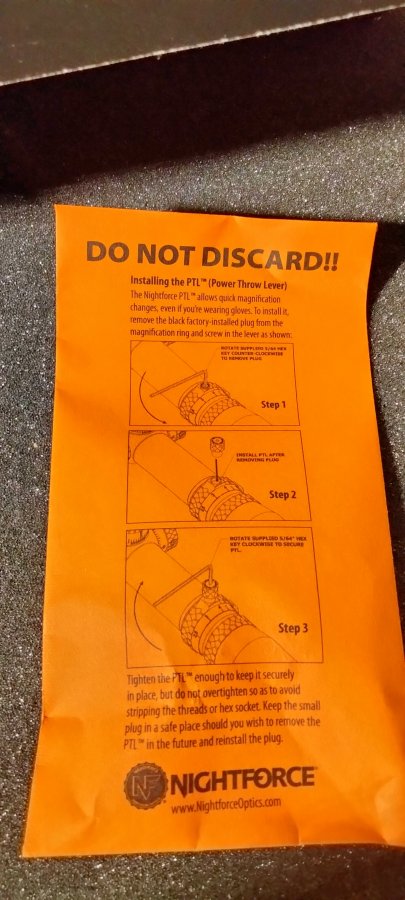 DO NOT DISCARD!!
Installing the PTL™ (Power Throw Lever)
The Nightforce PTL™ allows quick magnification
changes, even if you're wearing gloves. To install it,
remove the black factory-installed plug from the
magnification ring and screw in the lever as shown:
ROTATE SUPPLIED 5/64 HEX
KEY COUNTER-CLOCKWISE
TO REMOVE PLUG
Step 1
INSTALL PTL AFTER
REMOVING PLUG
Step 2
ROTATE SUPPLIED 5/64" HEX
KEY CLOCKWISE TO SECURE
PTL.
Step 3
Tighten the PTL™ enough to keep it securely
in place, but do not overtighten so as to avoid
stripping the threads or hex socket. Keep the small
plug in a safe place should you wish to remove the
PTL™ in the future and reinstall the plug.
NF NIGHTFORCE
www.NightforceOptics.com